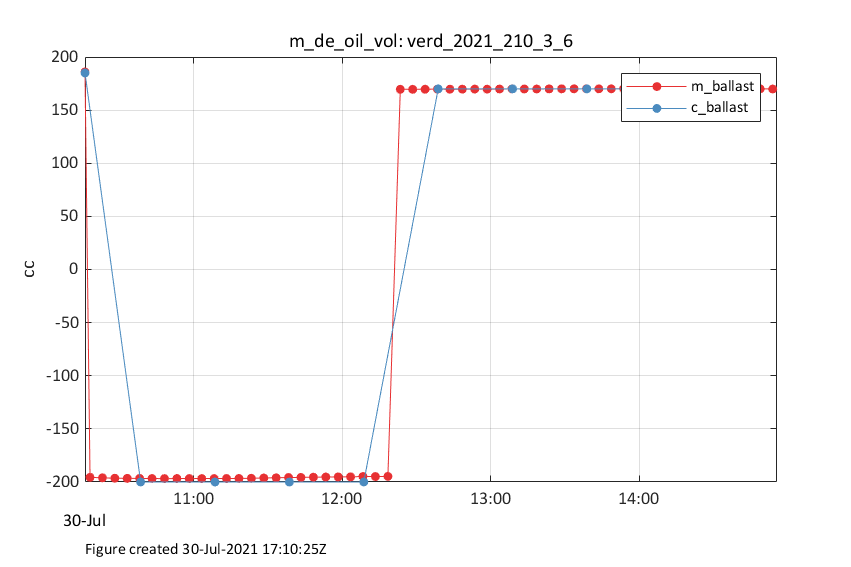 m_de_oil_vol: verd_2021_210_3_6
200
150
100
50
0
-50
-100
-150
-200
cc
m_ballast
c_ballast
11:00
12:00
13:00
14:00
30-Jul
Figure created 30-Jul-2021 17:10:25Z